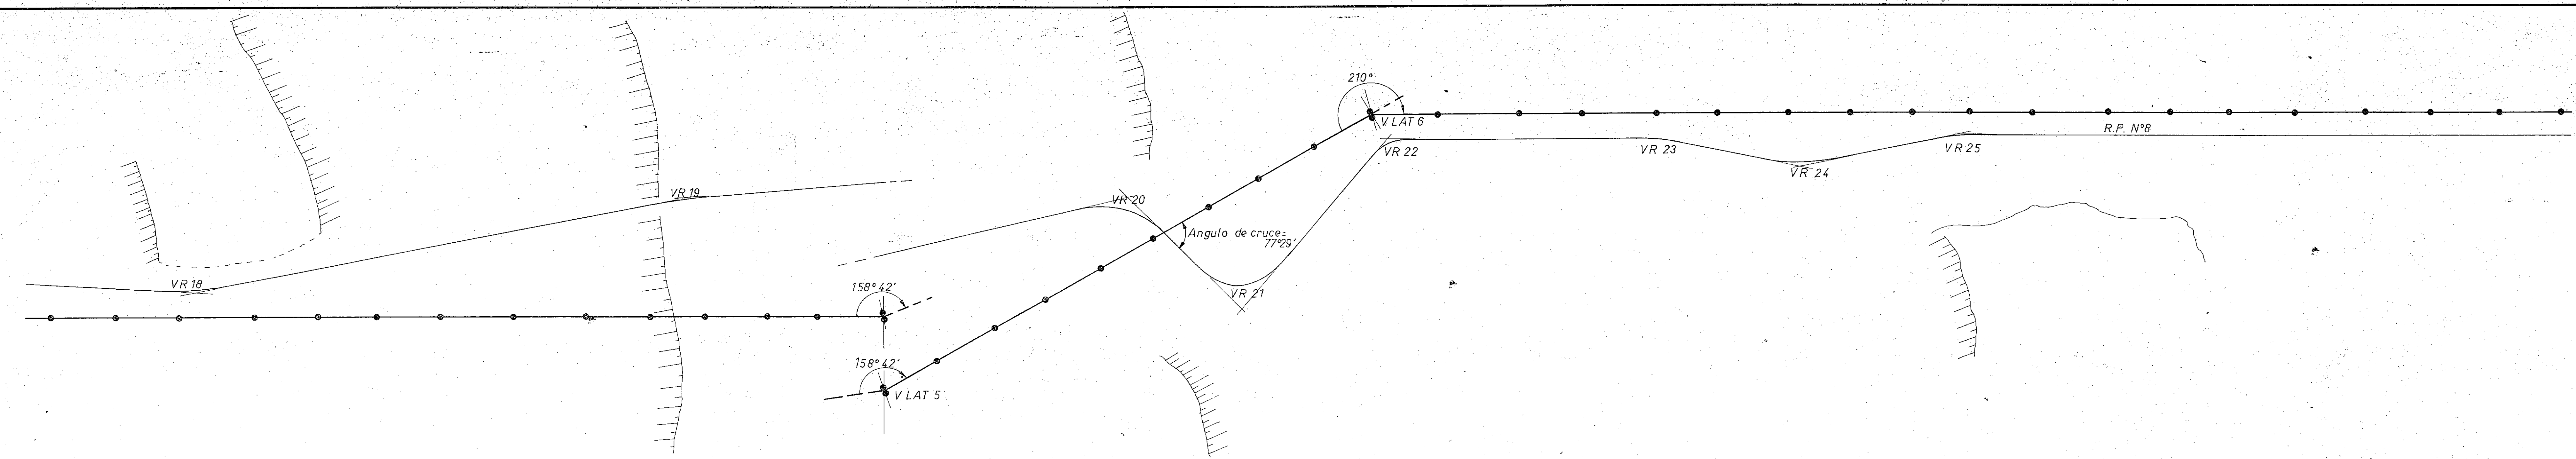 210°
V LAT 6
R.P. Nº8
VR 22
VR 23
VR 25
VR 24
VR 19
VR 20
Angulo de cruce=
77°29'
VR 18
158° 42'
VR 21
158° 42'
V LAT 5